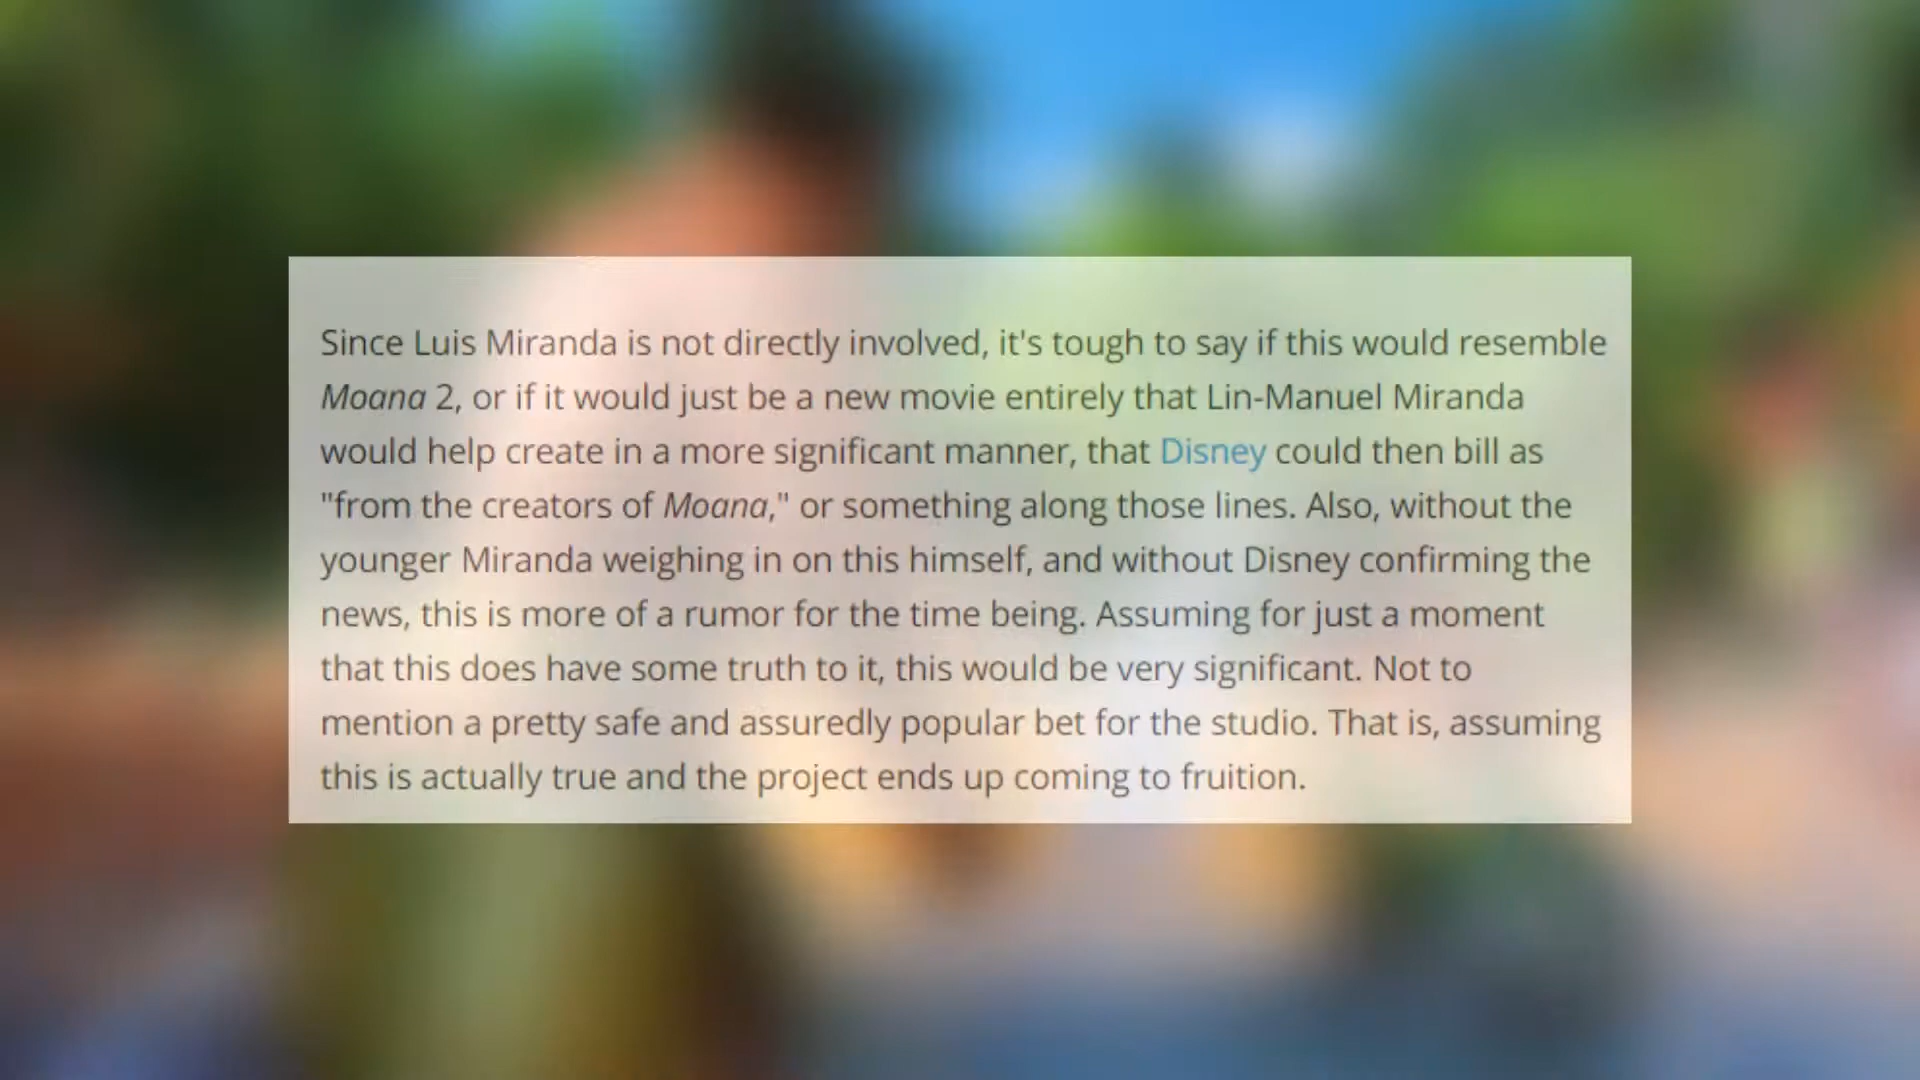 Since Luis Miranda is not directly involved, it's tough to say if this would resemble
Moana 2, or if it would just be a new movie entirely that Lin-Manuel Miranda
would help create in a more significant manner, that Disney could then bill as
"from the creators of Moana," or something along those lines. Also, without the
younger Miranda weighing in on this himself, and without Disney confirming the
news, this is more of a rumor for the time being. Assuming for just a moment
that this does have some truth to it, this would be very significant. Not to
mention a pretty safe and assuredly popular bet for the studio. That is, assuming
this is actually true and the project ends up coming to fruition.